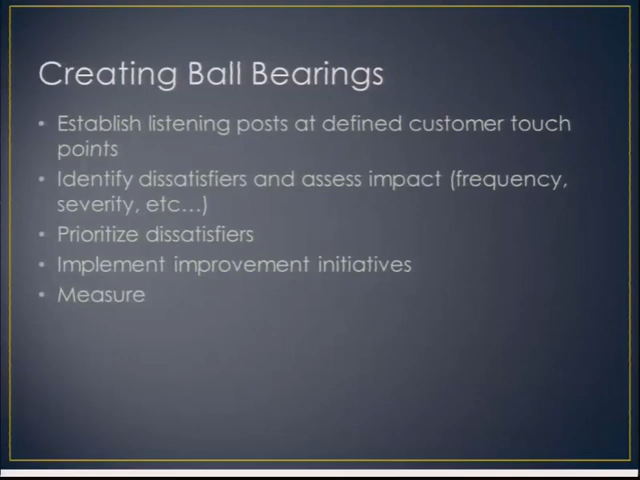 Creating Ball Bearings
• Establish listening posts at defined customer touch
points
• Identify dissatisfiers and assess impact (frequency,
severity, etc...)
• Prioritize dissatisfiers
• Implement improvement initiatives
• Measure